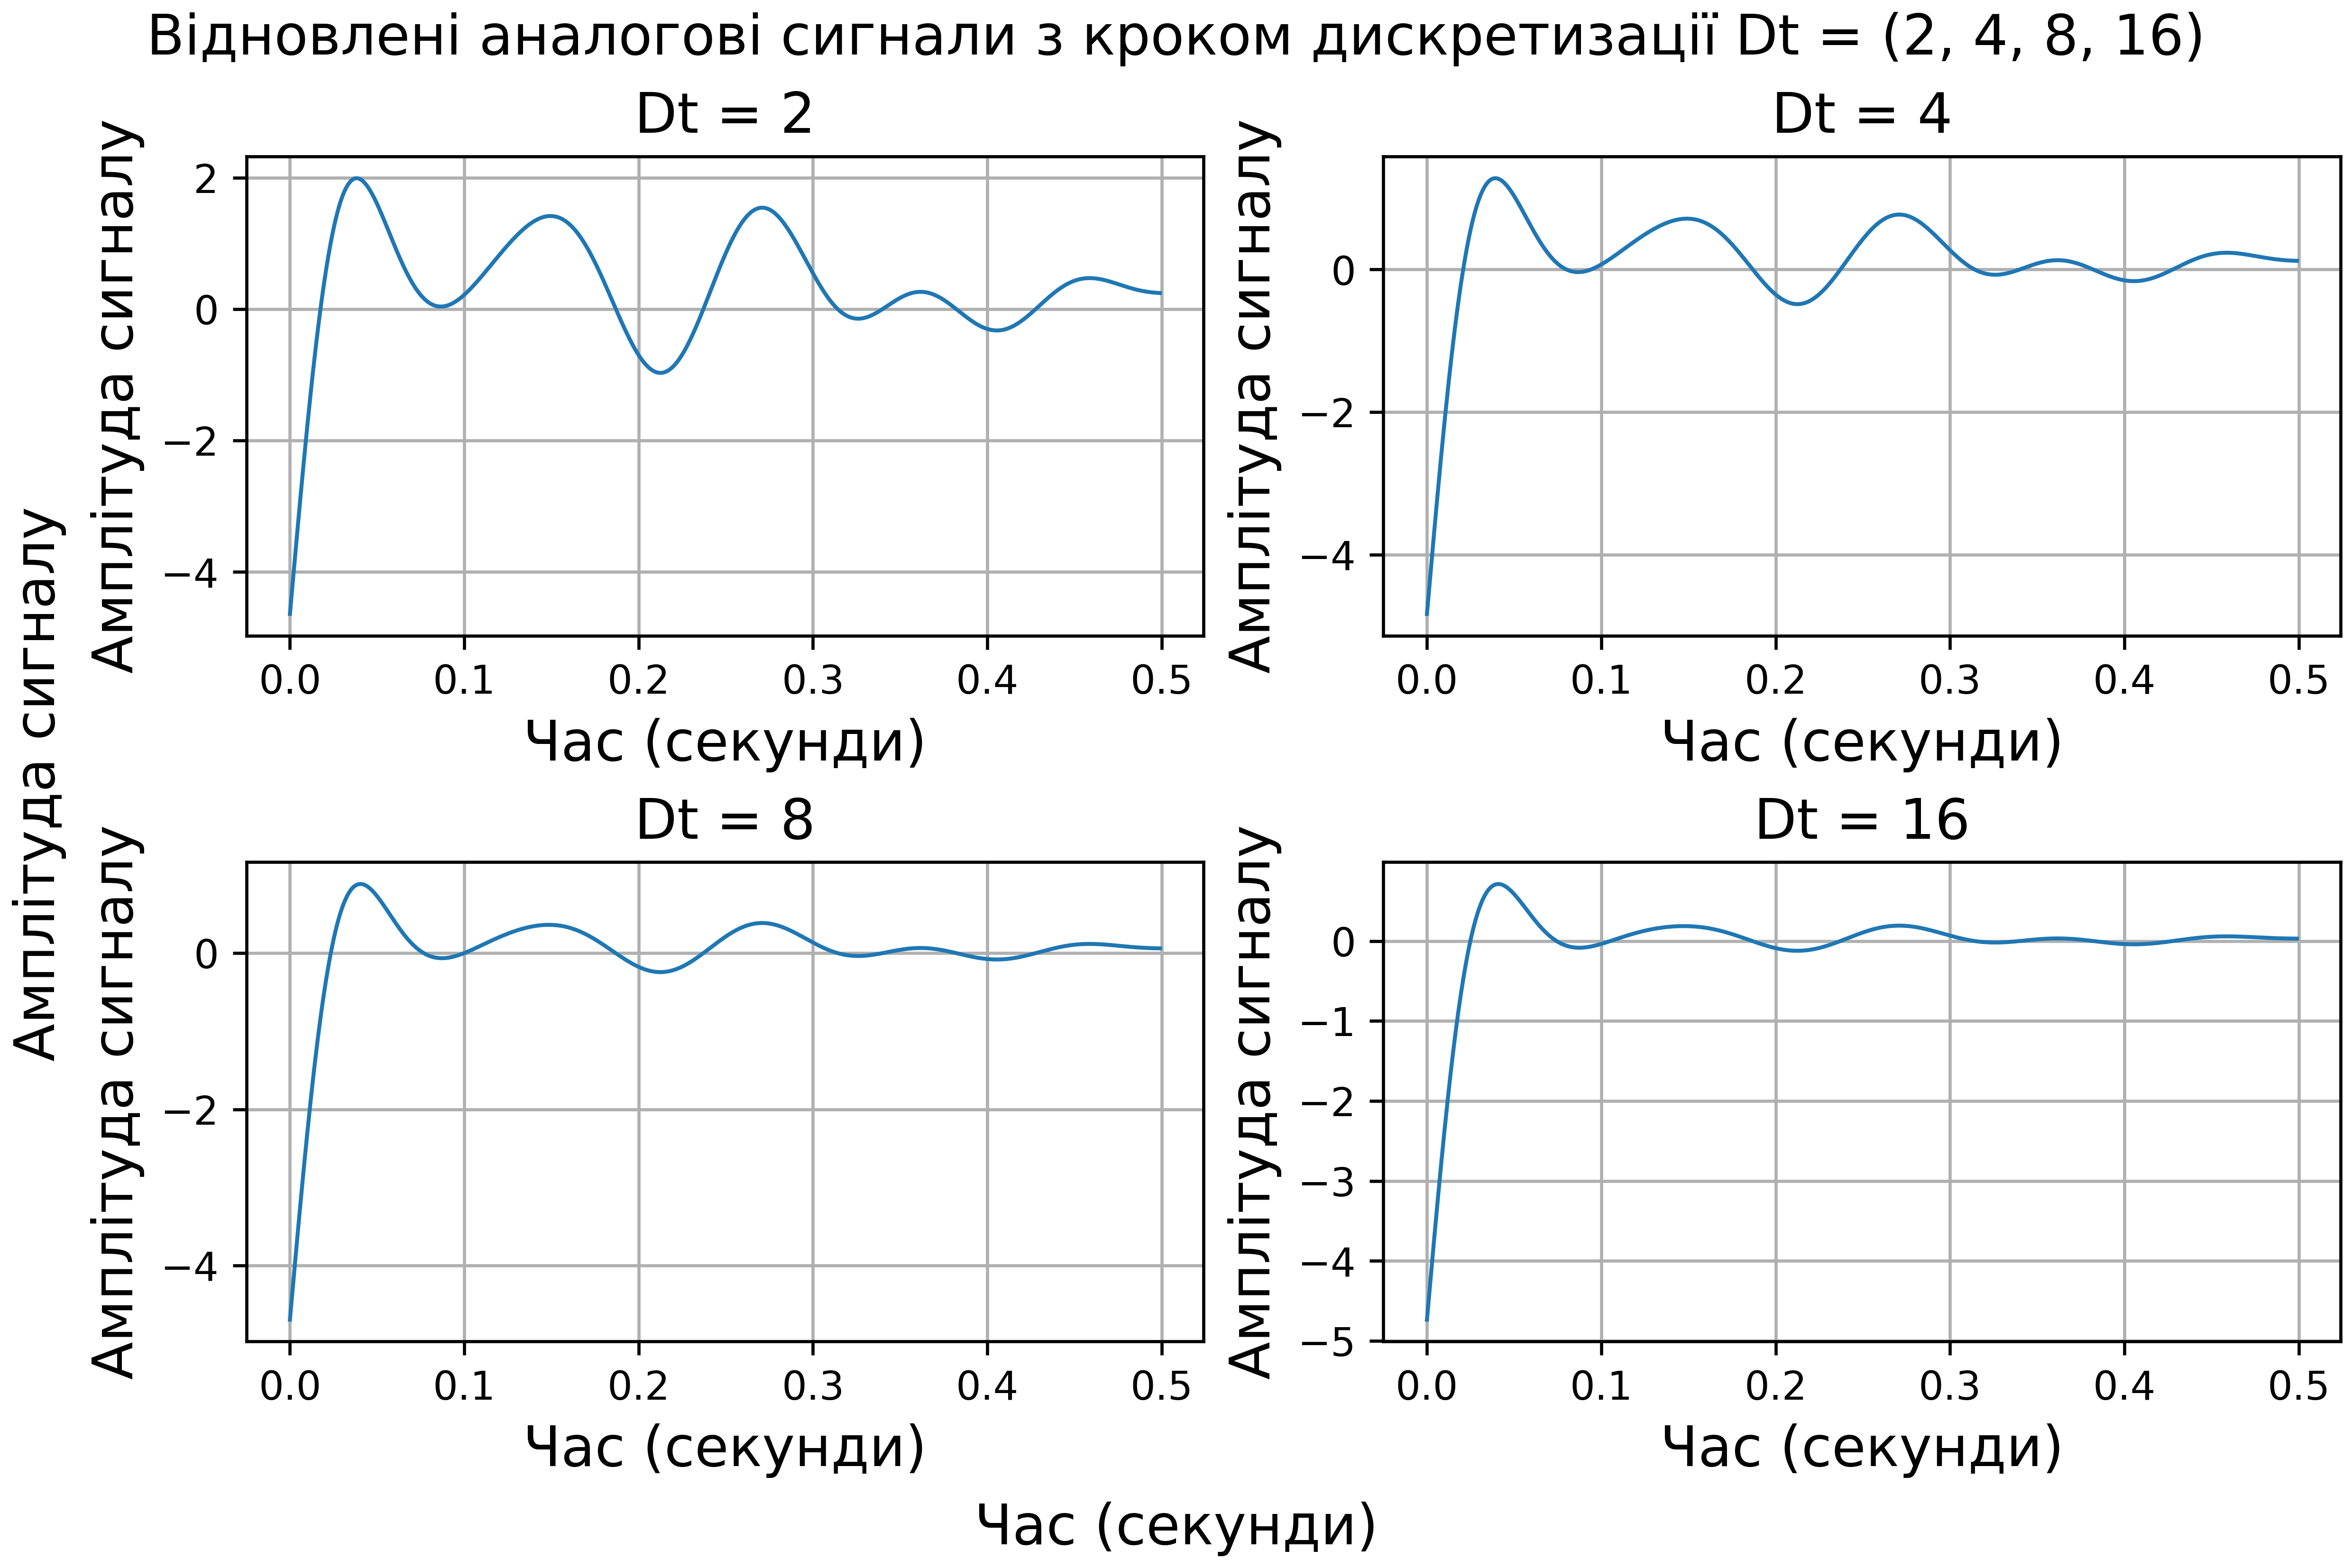 Відновлені аналогові сигнали з кроком дискретизації Dt = (2, 4, 8, 16)
Dt = 2
Амплітуда сигналу
2
0
−2
−4
0.0 0.1 0.2 0.3 0.4 0.5
Час (секунди)
Dt = 4
Амплітуда сигналу
0
−2
−4
0.0 0.1 0.2 0.3 0.4 0.5
Час (секунди)
Амплітуда сигналу
Dt = 8
Амплітуда сигналу
0
−2
−4
0.0 0.1 0.2 0.3 0.4 0.5
Час (секунди)
Dt = 16
Амплітуда сигналу
0
−1
−2
−3
−4
−5
0.0 0.1 0.2 0.3 0.4 0.5
Час (секунди)
Час (секунди)